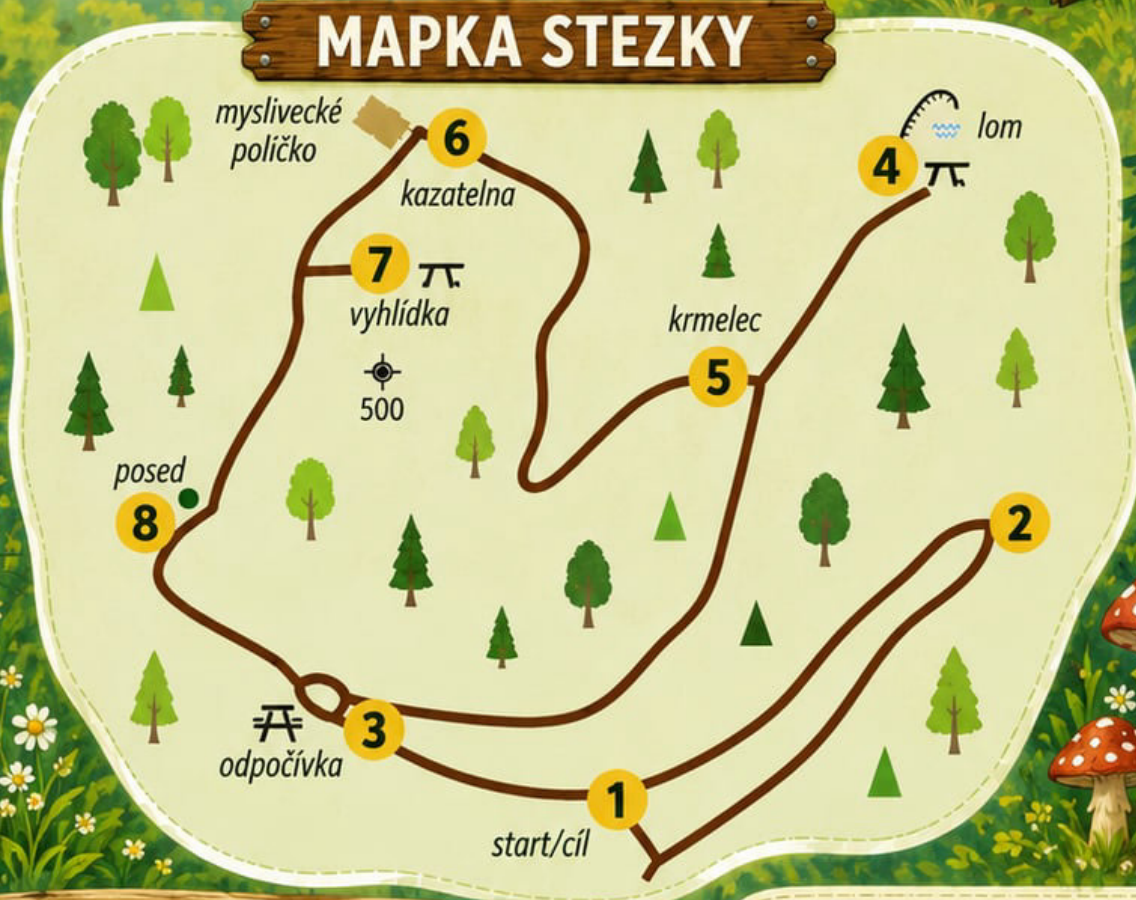 MAPKA STEZKY
myslivecké
políčko
6
kazatelna
4
lom
7
vyhlídka
500
krmelec
5
posed
8
2
3
odpočívka
1
start/cíl